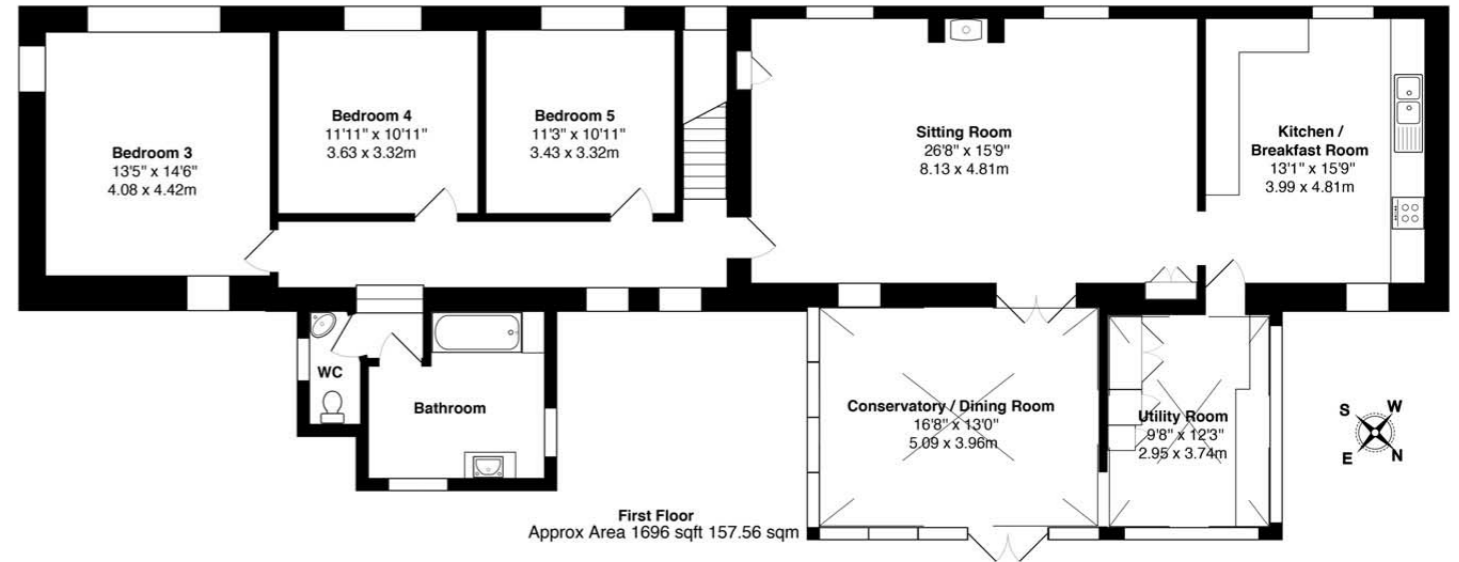 Bedroom 3
13'5" x 14'6"
4.08 x 4.42m
Bedroom 4
11'11" x 10'11"
3.63 x 3.32m
Bedroom 5
11'3" x 10'11"
3.43 x 3.32m
Sitting Room
26'8" x 15'9"
8.13 x 4.81m
Kitchen /
Breakfast Room
13'1" x 15'9"
3.99 x 4.81m
WC
Bathroom
Conservatory / Dining Room
16'8" x 13'0"
5.09 x 3.96m
Utility Room
9'8" x 12'3"
2.95 x 3.74m
S W
E N
First Floor
Approx Area 1696 sqft 157.56 sqm